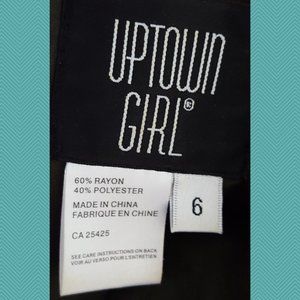 UPTOWN
GIRL®
60% RAYON
40% POLYESTER
MADE IN CHINA
FABRIQUE EN CHINE
CA 25425
SEE CARE INSTRUCTIONS ON BACK
VOIR AU VERSO POUR L'ENTRETIEN
6